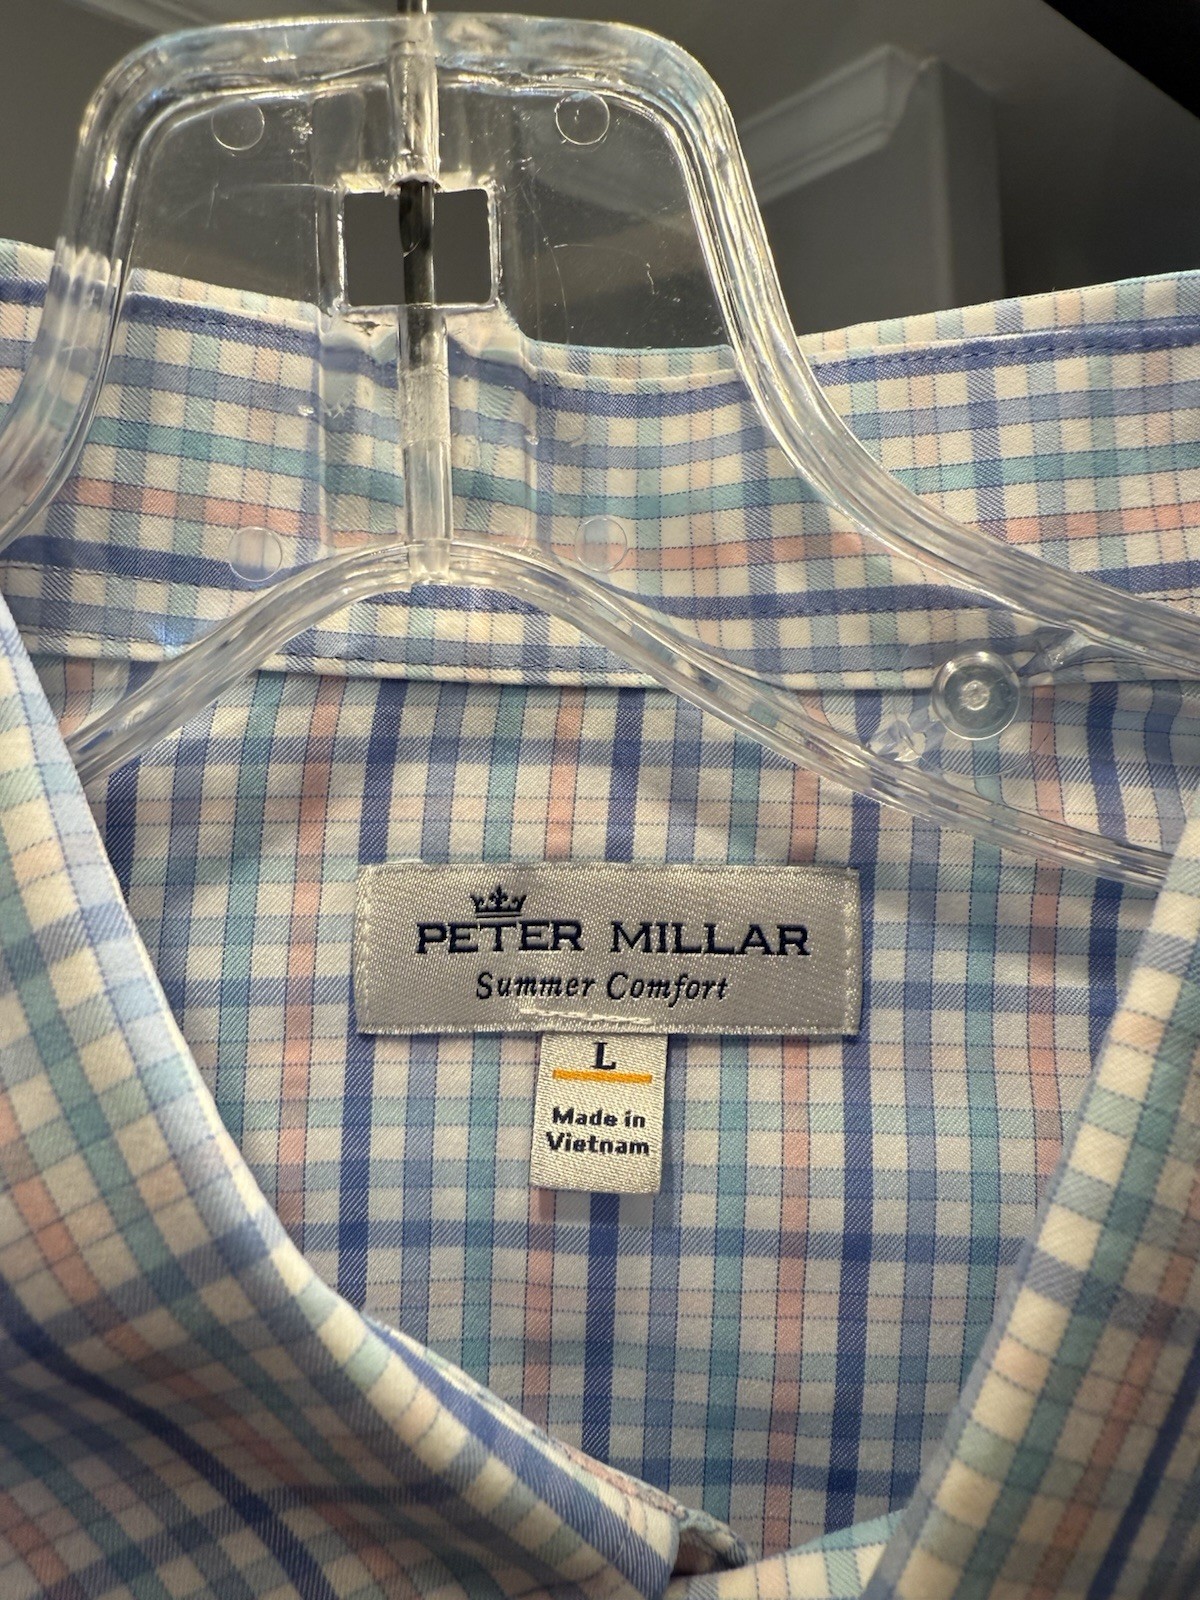 PETER MILLAR
Summer Comfort
L
Made in
Vietnam